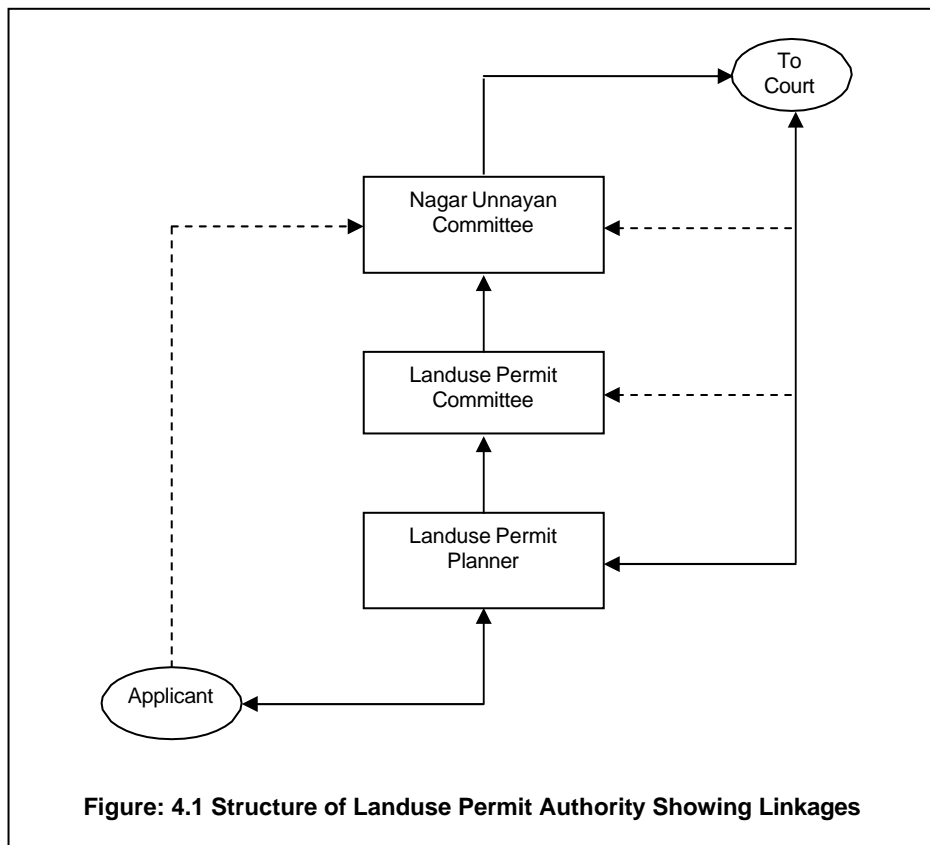 To
Court
Nagar Unnayan
Committee
Landuse Permit
Committee
Landuse Permit
Planner
Applicant
Figure: 4.1 Structure of Landuse Permit Authority Showing Linkages